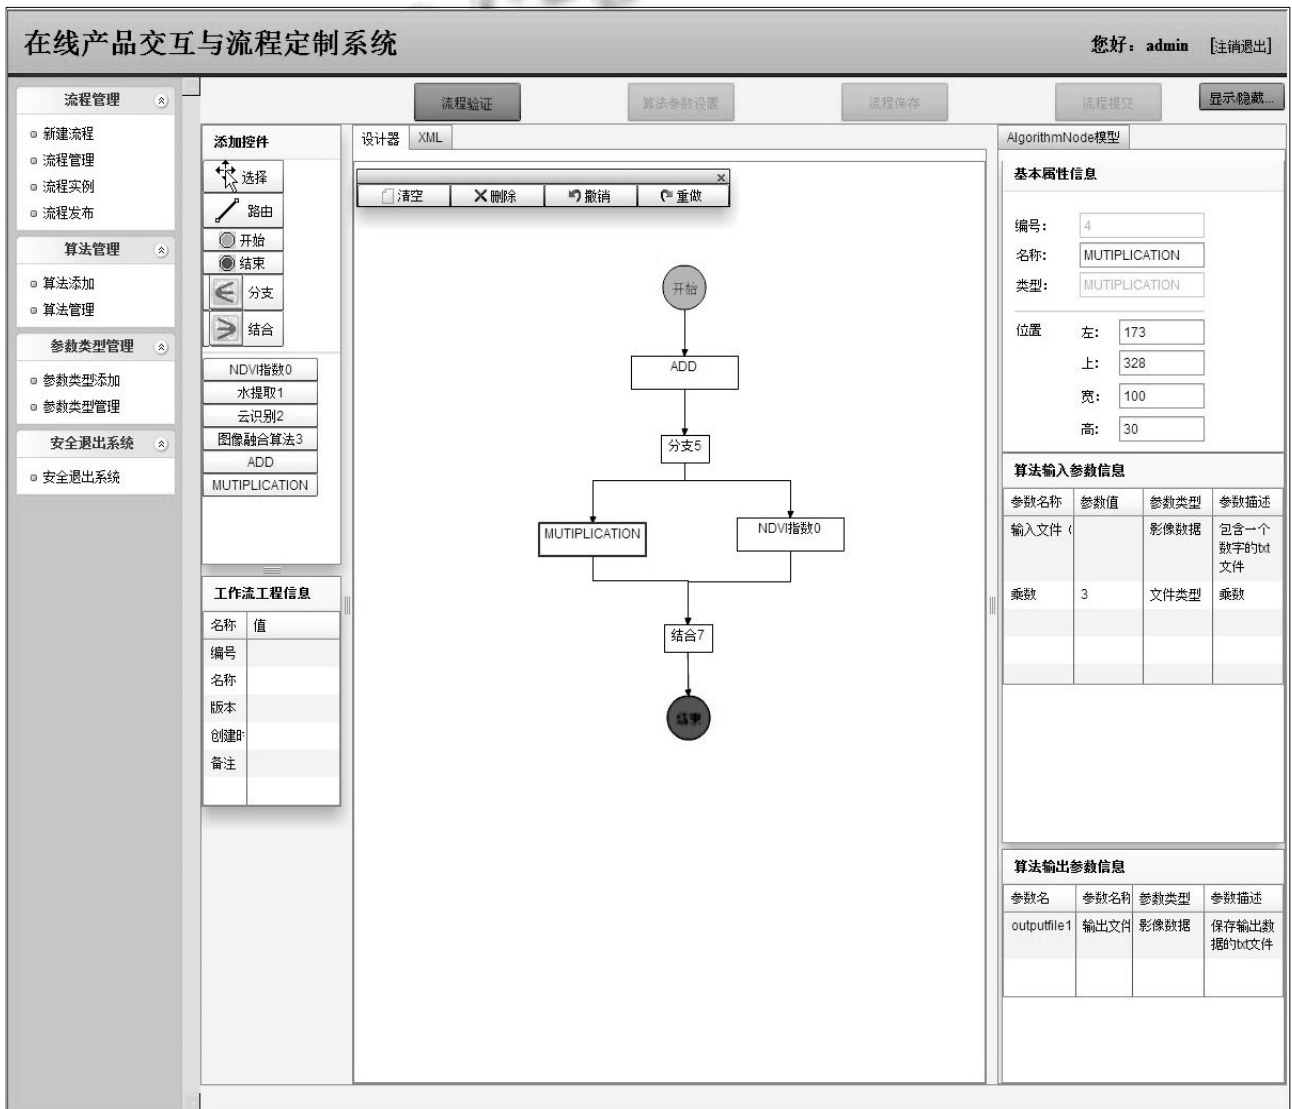 在线产品交互与流程定制系统
您好：admin [注销退出]
流程管理
新建流程
流程管理
流程实例
流程发布
算法管理
算法添加
算法管理
参数类型管理
参数类型添加
参数类型管理
安全退出系统
安全退出系统
流程验证
算法参数设置
流程保存
流程提交
显示/隐藏...
添加控件
选择
路由
开始
结束
分支
结合
NDVI指数0
水提取1
云识别2
图像融合算法3
ADD
MUTIPLICATION
工作流工程信息
名称 值
编号
名称
版本
创建时
备注
设计器 XML
清空 删除 撤销 重做
开始
ADD
分支5
MUTIPLICATION
NDVI指数0
结合7
结束
AlgorithmNode模型
基本属性信息
编号： 4
名称： MUTIPLICATION
类型： MUTIPLICATION
位置 左： 173
上： 328
宽： 100
高： 30
算法输入参数信息
参数名称 参数值 参数类型 参数描述
输入文件（ 影像数据 包含一个
数字的txt
文件
乘数 3 文件类型 乘数
算法输出参数信息
参数名 参数名称 参数类型 参数描述
outputfile1 输出文件 影像数据 保存输出数
据的txt文件